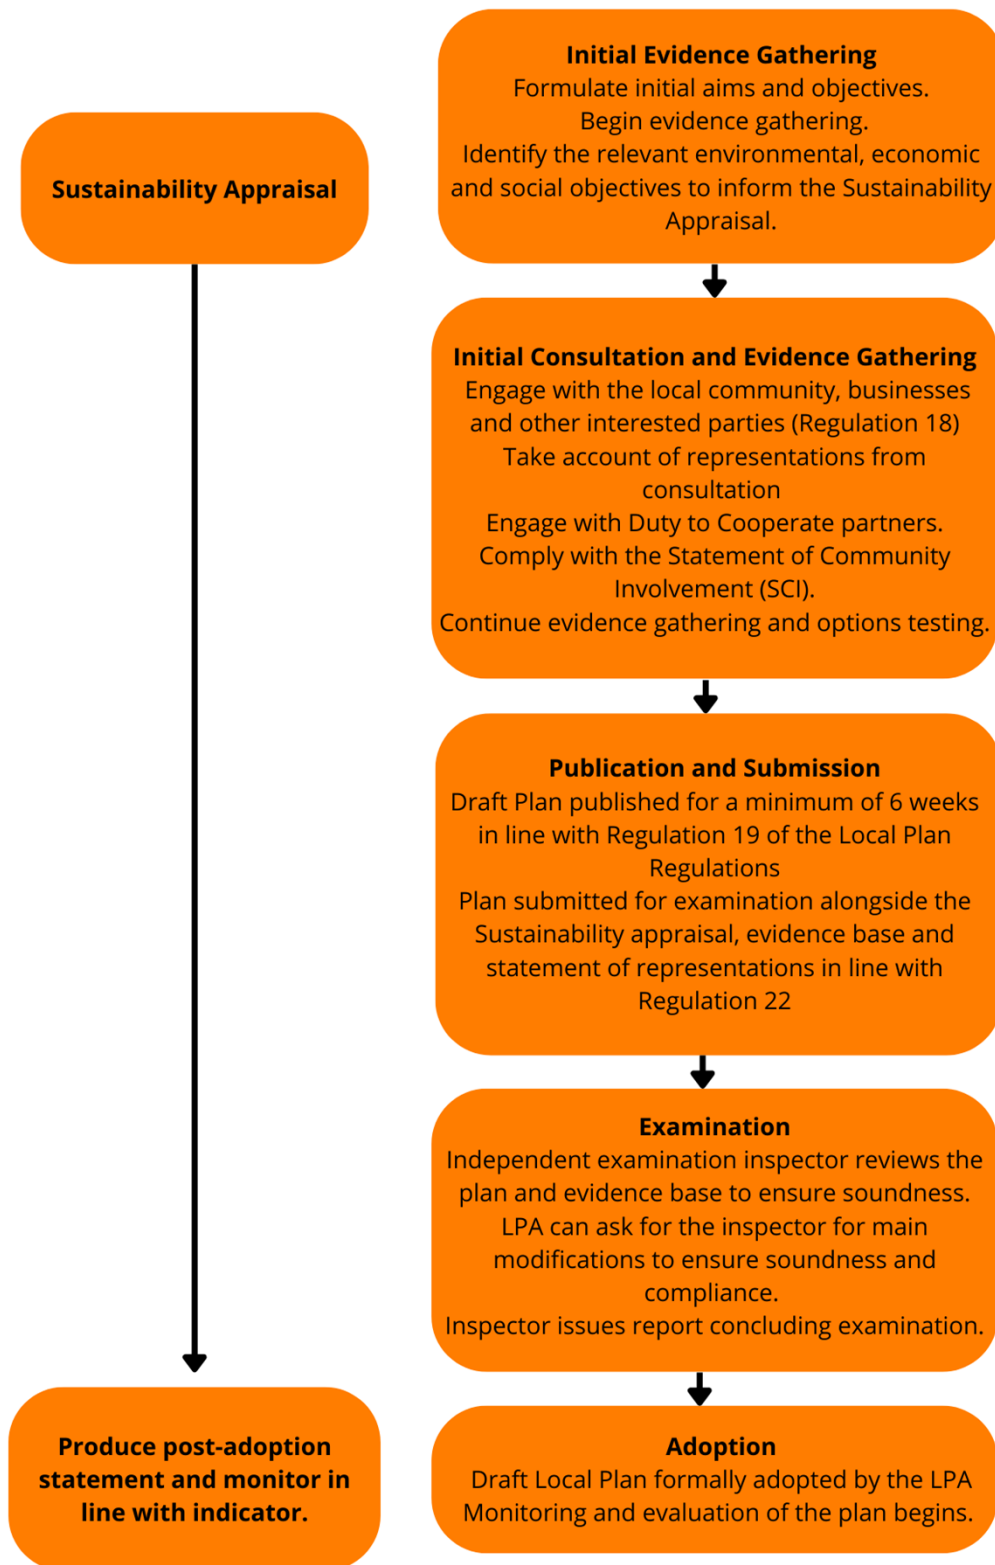 Sustainability Appraisal
Produce post-adoption
statement and monitor in
line with indicator.
Initial Evidence Gathering
Formulate initial aims and objectives.
Begin evidence gathering.
Identify the relevant environmental, economic
and social objectives to inform the Sustainability
Appraisal.
Initial Consultation and Evidence Gathering
Engage with the local community, businesses
and other interested parties (Regulation 18)
Take account of representations from
consultation
Engage with Duty to Cooperate partners.
Comply with the Statement of Community
Involvement (SCI).
Continue evidence gathering and options testing.
Publication and Submission
Draft Plan published for a minimum of 6 weeks
in line with Regulation 19 of the Local Plan
Regulations
Plan submitted for examination alongside the
Sustainability appraisal, evidence base and
statement of representations in line with
Regulation 22
Examination
Independent examination inspector reviews the
plan and evidence base to ensure soundness.
LPA can ask for the inspector for main
modifications to ensure soundness and
compliance.
Inspector issues report concluding examination.
Adoption
Draft Local Plan formally adopted by the LPA
Monitoring and evaluation of the plan begins.